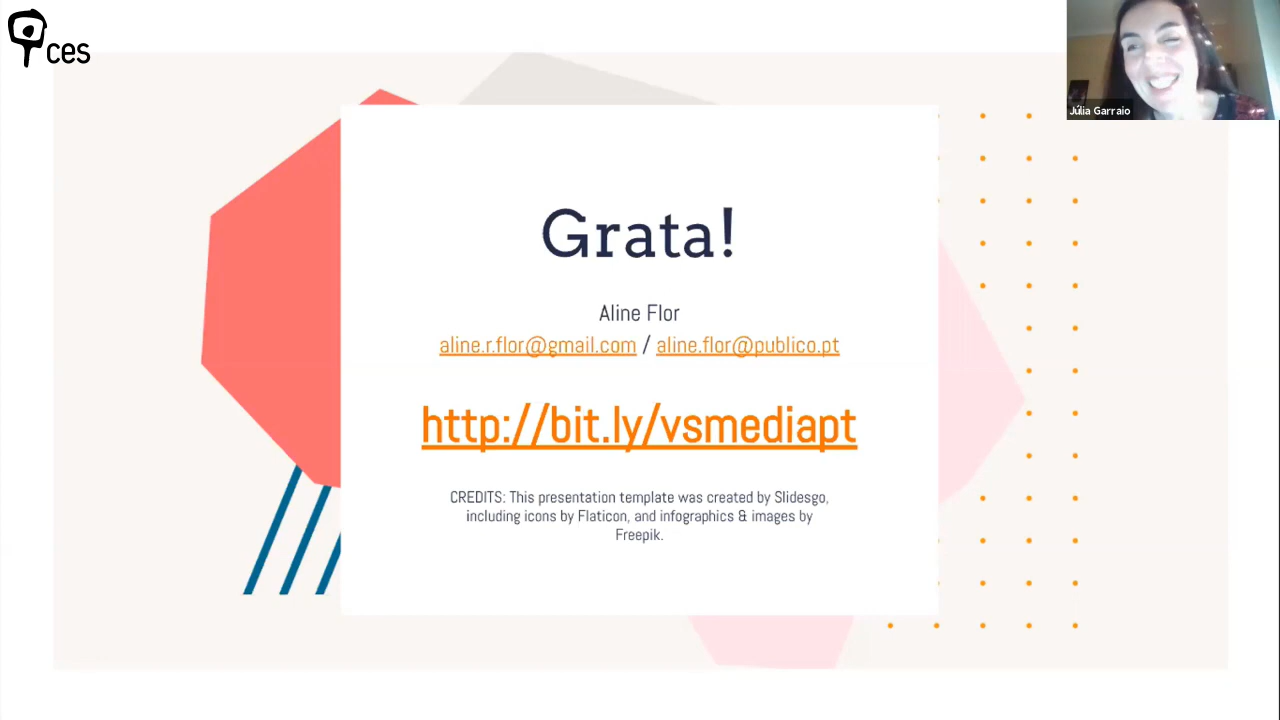 ces
Júlia Garraio
Grata!
Aline Flor
aline.r.flor@gmail.com / aline.flor@publico.pt
http://bit.ly/vsmediapt
CREDITS: This presentation template was created by Slidesgo,
including icons by Flaticon, and infographics & images by
Freepik.